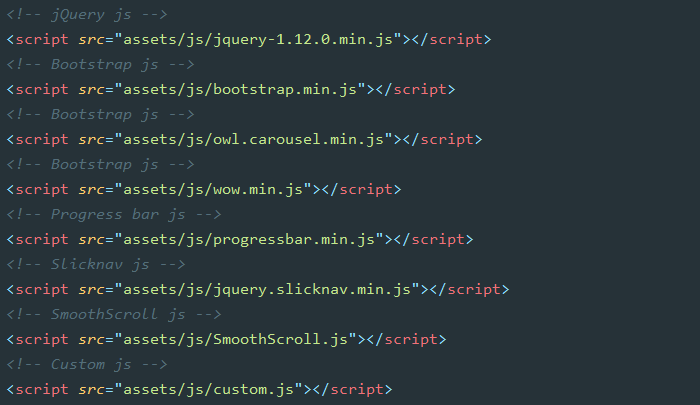 <!-- jQuery js -->
<script src="assets/js/jquery-1.12.0.min.js"></script>
<!-- Bootstrap js -->
<script src="assets/js/bootstrap.min.js"></script>
<!-- Bootstrap js -->
<script src="assets/js/owl.carousel.min.js"></script>
<!-- Bootstrap js -->
<script src="assets/js/wow.min.js"></script>
<!-- Progress bar js -->
<script src="assets/js/progressbar.min.js"></script>
<!-- Slicknav js -->
<script src="assets/js/jquery.slicknav.min.js"></script>
<!-- SmoothScroll js -->
<script src="assets/js/SmoothScroll.js"></script>
<!-- Custom js -->
<script src="assets/js/custom.js"></script>